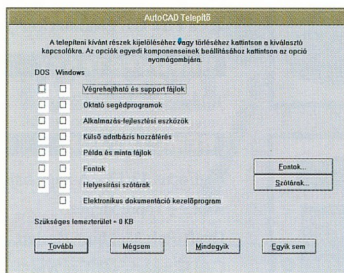 AutoCAD Telepítő
A telepíteni kívánt részek kijelöléséhez vagy törléséhez kattintson a kiválasztó
kapcsolókra. Az opciók egyedi komponenseinek beállításához kattintson az opció
nyomógombjára.
DOS Windows
Végrehajtható és support fájlok
Oktató segédprogramok
Alkalmazás-fejlesztési eszközök
Külső adatbázis hozzáférés
Példa és minta fájlok
Fontok Fontok...
Helyesírási szótárak Szótárak...
Elektronikus dokumentáció kezelőprogram
Szükséges lemezterület = 0 KB
Tovább Mégsem Mindegyik Egyik sem